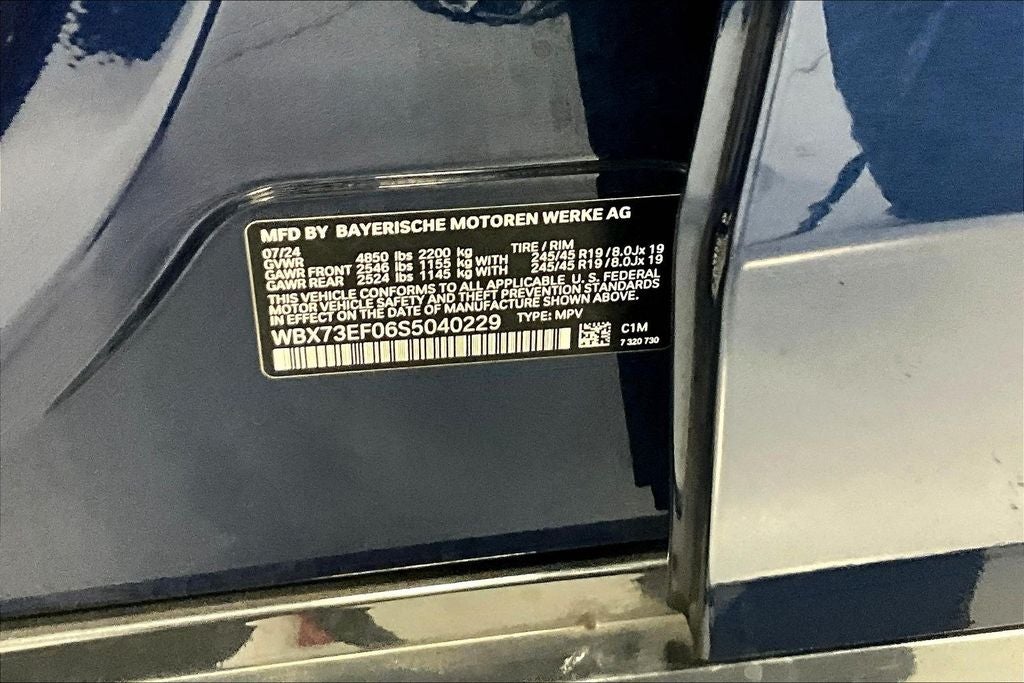 MFD BY BAYERISCHE MOTOREN WERKE AG
07/24
GVWR 4850 lbs 2200 kg TIRE / RIM
GAWR FRONT 2546 lbs 1155 kg WITH 245/45 R19 / 8.0Jx 19
GAWR REAR 2524 lbs 1145 kg WITH 245/45 R19 / 8.0Jx 19
THIS VEHICLE CONFORMS TO ALL APPLICABLE U. S. FEDERAL
MOTOR VEHICLE SAFETY AND THEFT PREVENTION STANDARDS
IN EFFECT ON THE DATE OF MANUFACTURE SHOWN ABOVE.
WBX73EF06S5040229 TYPE: MPV
C1M
7 320 730